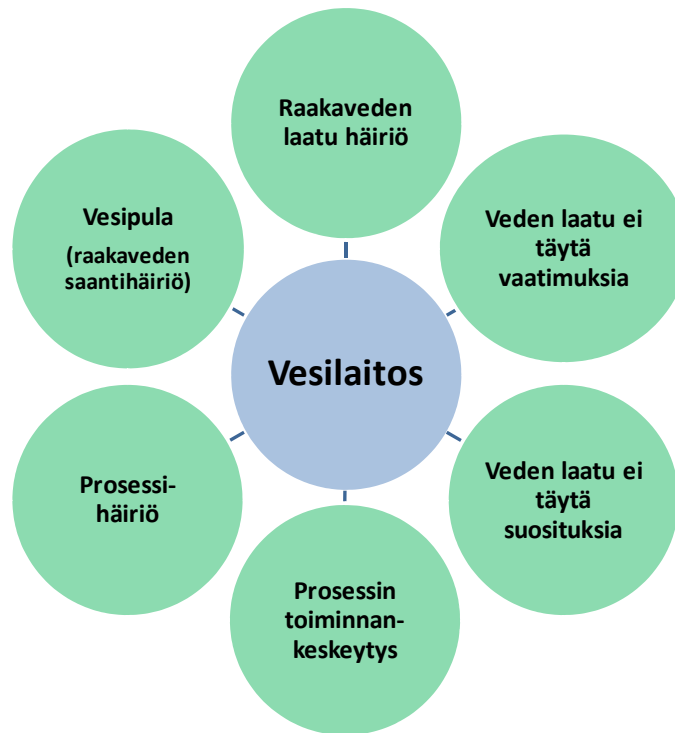 Raakaveden
laatu häiriö
Vesipula
(raakaveden
saantihäiriö)
Veden laatu ei
täytä
vaatimuksia
Vesilaitos
Prosessi-
häiriö
Veden laatu ei
täytä
suosituksia
Prosessin
toiminnan-
keskeytys